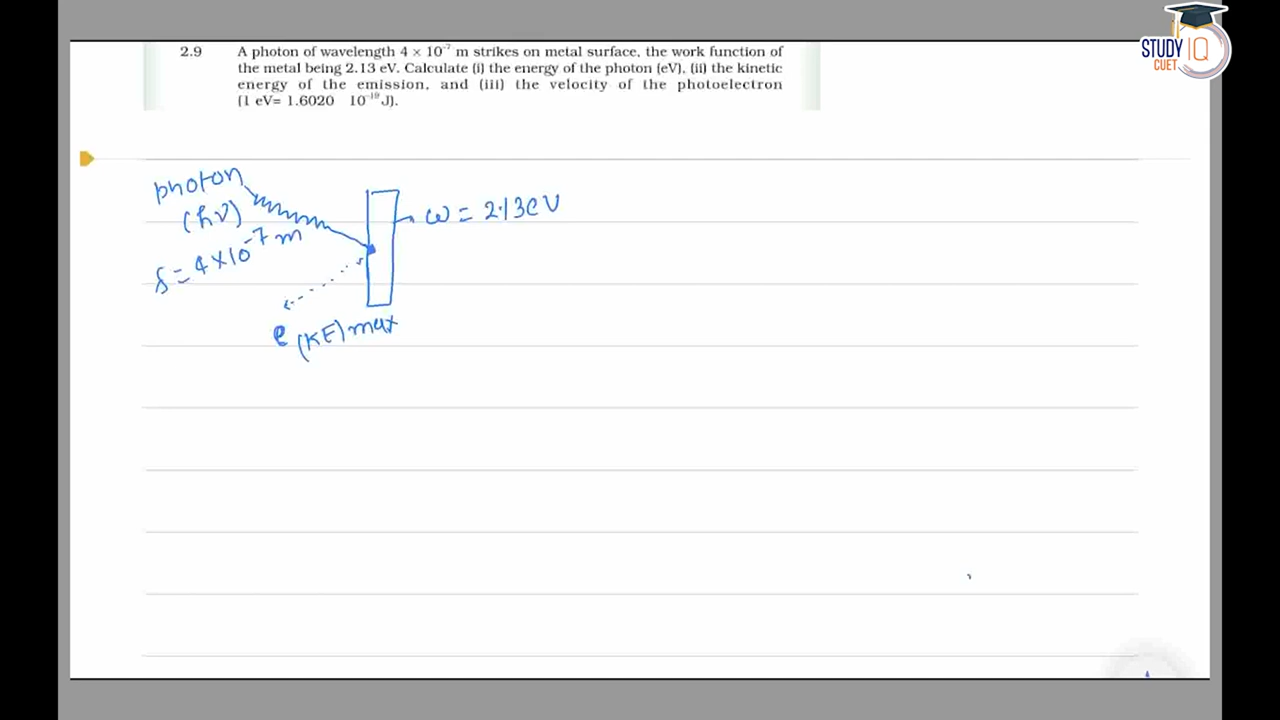 STUDY IQ
CUET
2.9 A photon of wavelength 4 × 10⁻⁷ m strikes on metal surface, the work function of
the metal being 2.13 eV. Calculate (i) the energy of the photon (eV), (ii) the kinetic
energy of the emission, and (iii) the velocity of the photoelectron
(1 eV= 1.6020 10⁻¹⁹J).
photon
(hν)
δ = 4×10⁻⁷ m
ω = 2.13eV
e (KE)max